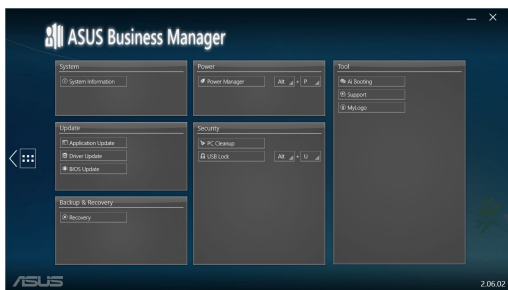 ASUS Business Manager
System
System Information
Power
Power Manager
Alt + P
Tool
Ai Booting
Support
MyLogo
Update
Application Update
Driver Update
BIOS Update
Security
PC Cleanup
USB Lock
Alt + U
Backup & Recovery
Recovery
ASUS
2.06.02